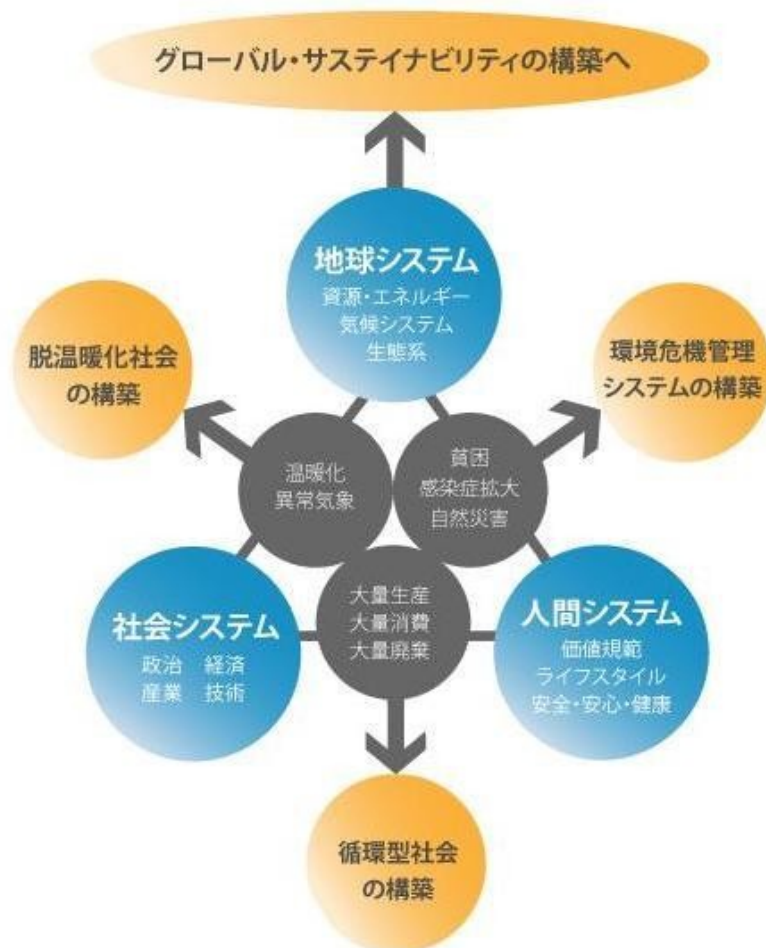 グローバル・サステイナビリティの構築へ
地球システム
資源・エネルギー
気候システム
生態系
脱温暖化社会
の構築
環境危機管理
システムの構築
温暖化
異常気象
貧困
感染症拡大
自然災害
社会システム
政治 経済
産業 技術
大量生産
大量消費
大量廃棄
人間システム
価値規範
ライフスタイル
安全・安心・健康
循環型社会
の構築